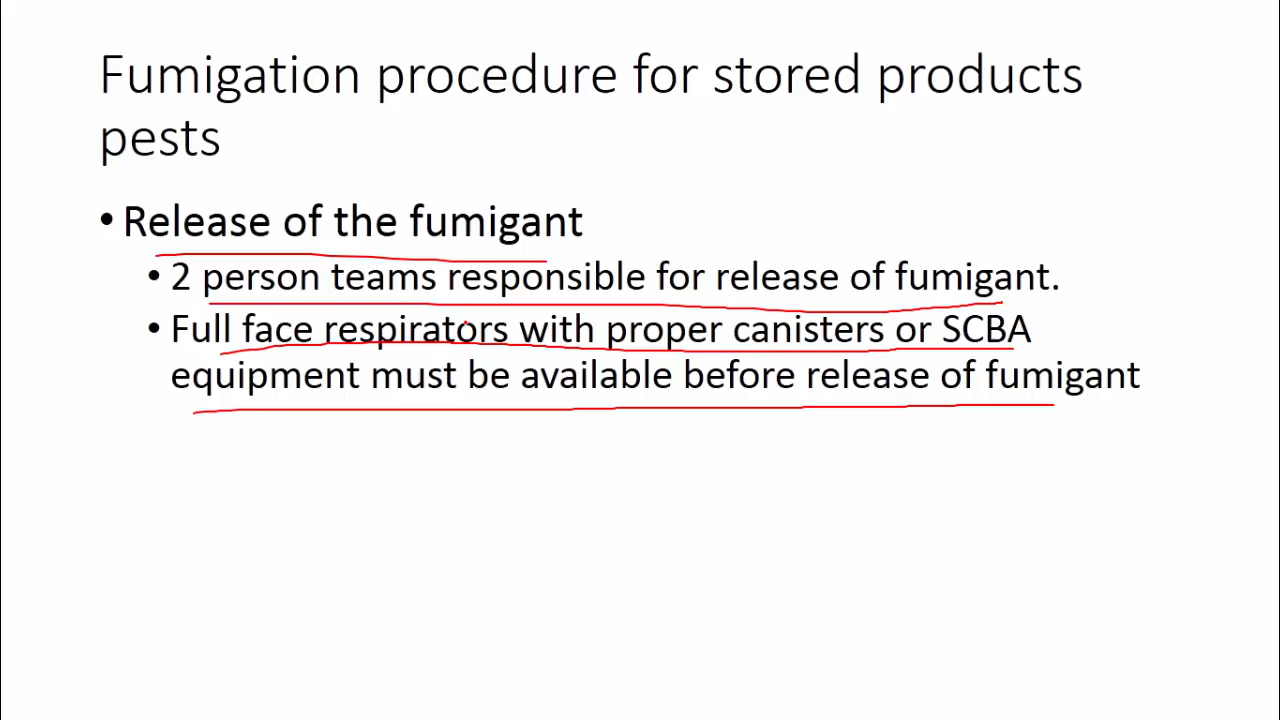 Fumigation procedure for stored products
pests
• Release of the fumigant
• 2 person teams responsible for release of fumigant.
• Full face respirators with proper canisters or SCBA
equipment must be available before release of fumigant